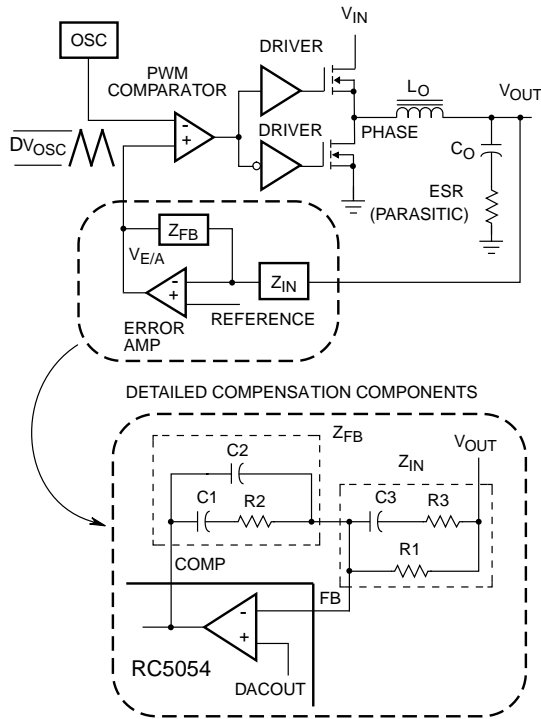 V_IN
OSC
DRIVER
PWM
COMPARATOR
L_O
V_OUT
-
+
DRIVER
PHASE
DV_OSC
C_O
ESR
(PARASITIC)
Z_FB
V_E/A
-
+
Z_IN
ERROR
AMP
REFERENCE
DETAILED COMPENSATION COMPONENTS
Z_FB
V_OUT
C2
Z_IN
C1
R2
C3
R3
R1
COMP
FB
-
+
RC5054
DACOUT